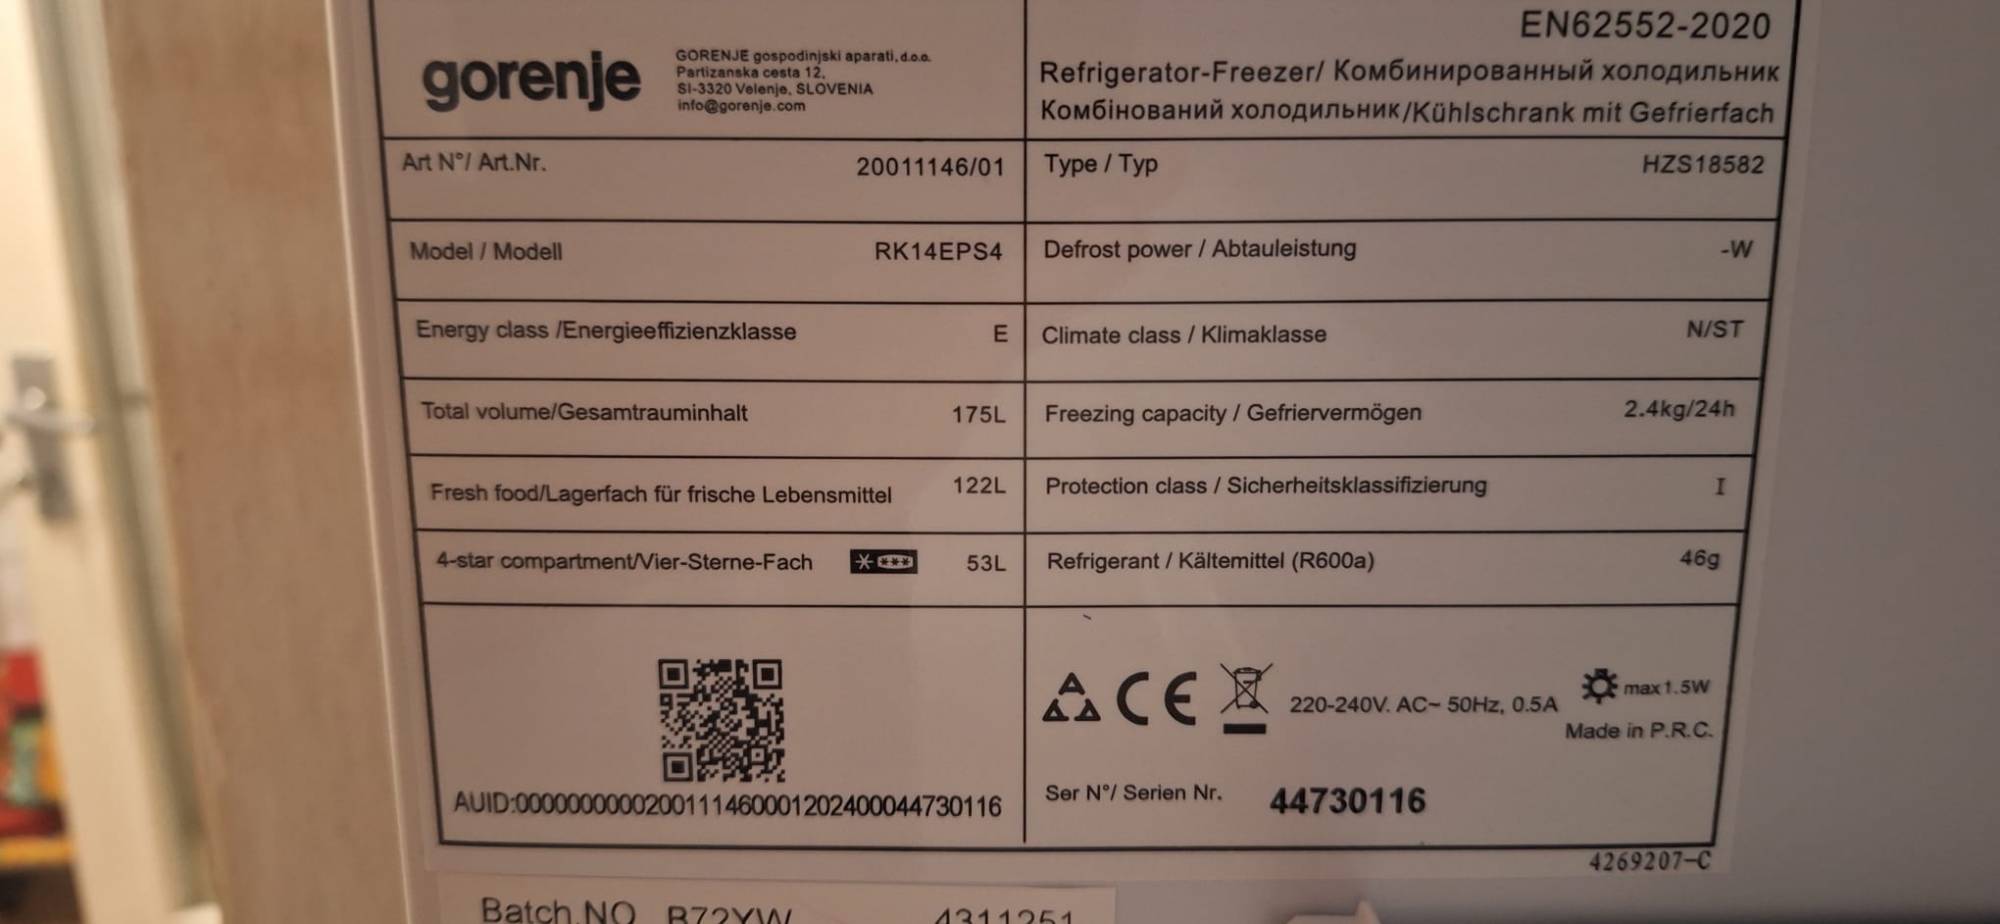 gorenje
GORENJE gospodinjski aparati, d.o.o.
Partizanska cesta 12,
SI-3320 Velenje, SLOVENIA
info@gorenje.com
EN62552-2020
Refrigerator-Freezer/ Комбинированный холодильник
Комбінований холодильник/Kühlschrank mit Gefrierfach
Art N°/ Art.Nr. 20011146/01
Type / Typ HZS18582
Model / Modell RK14EPS4
Defrost power / Abtauleistung -W
Energy class /Energieeffizienzklasse E
Climate class / Klimaklasse N/ST
Total volume/Gesamtrauminhalt 175L
Freezing capacity / Gefriervermögen 2.4kg/24h
Fresh food/Lagerfach für frische Lebensmittel 122L
Protection class / Sicherheitsklassifizierung I
4-star compartment/Vier-Sterne-Fach 53L
Refrigerant / Kältemittel (R600a) 46g
AUID:0000000000200111460001202400044730116
CE 220-240V. AC~ 50Hz, 0.5A max1.5W
Made in P.R.C.
Ser N°/ Serien Nr. 44730116
4269207-C
Batch.NO B72YW 4311251